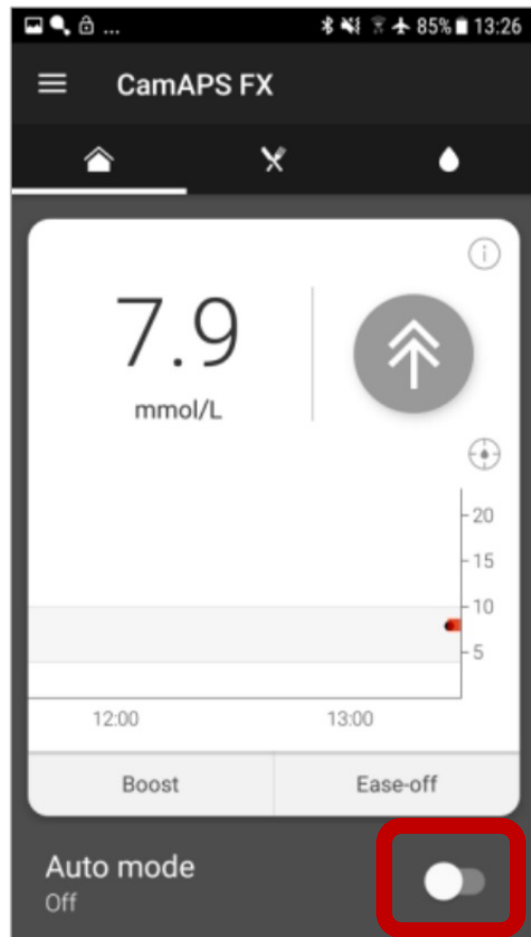 ... 85% 13:26
CamAPS FX
7.9
mmol/L
20
15
10
5
12:00 13:00
Boost Ease-off
Auto mode
Off